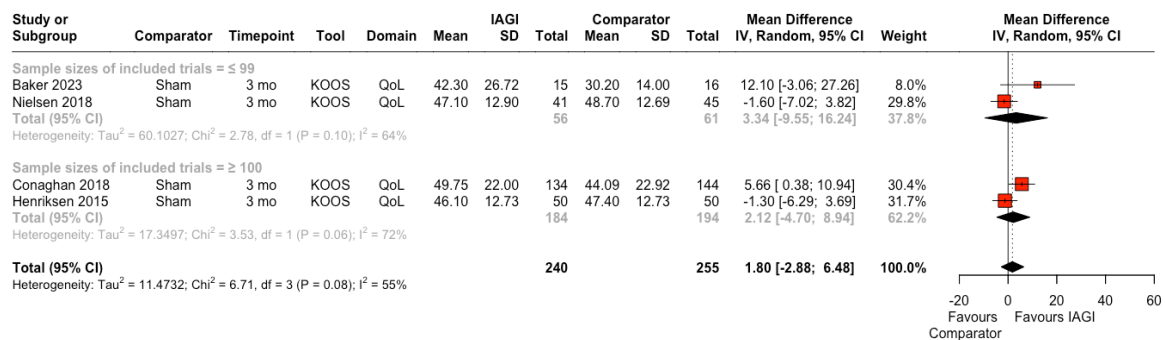 Study or IAGI Comparator Mean Difference Mean Difference
Subgroup Comparator Timepoint Tool Domain Mean SD Total Mean SD Total IV, Random, 95% CI Weight IV, Random, 95% CI
Sample sizes of included trials = ≤ 99
Baker 2023 Sham 3 mo KOOS QoL 42.30 26.72 15 30.20 14.00 16 12.10 [-3.06; 27.26] 8.0%
Nielsen 2018 Sham 3 mo KOOS QoL 47.10 12.90 41 48.70 12.69 45 -1.60 [-7.02; 3.82] 29.8%
Total (95% CI) 56 61 3.34 [-9.55; 16.24] 37.8%
Heterogeneity: Tau² = 60.1027; Chi² = 2.78, df = 1 (P = 0.10); I² = 64%
Sample sizes of included trials = ≥ 100
Conaghan 2018 Sham 3 mo KOOS QoL 49.75 22.00 134 44.09 22.92 144 5.66 [ 0.38; 10.94] 30.4%
Henriksen 2015 Sham 3 mo KOOS QoL 46.10 12.73 50 47.40 12.73 50 -1.30 [-6.29; 3.69] 31.7%
Total (95% CI) 184 194 2.12 [-4.70; 8.94] 62.2%
Heterogeneity: Tau² = 17.3497; Chi² = 3.53, df = 1 (P = 0.06); I² = 72%
Total (95% CI) 240 255 1.80 [-2.88; 6.48] 100.0%
Heterogeneity: Tau² = 11.4732; Chi² = 6.71, df = 3 (P = 0.08); I² = 55%
-20 0 20 40 60
Favours Favours IAGI
Comparator